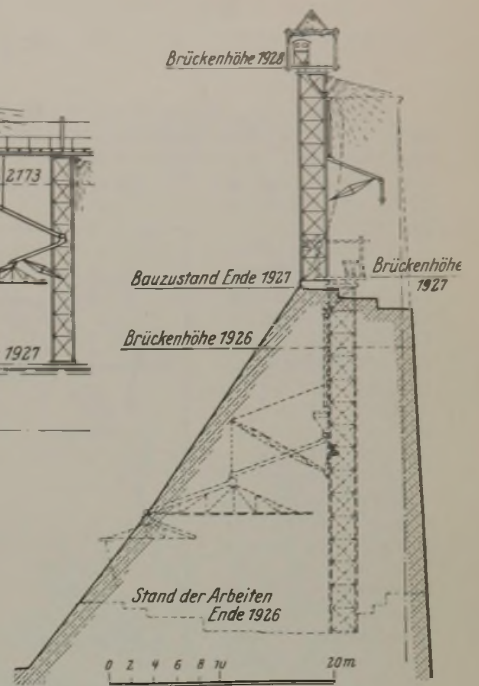 Brückenhöhe 1928
2773
Bauzustand Ende 1927
Brückenhöhe
1927
Brückenhöhe 1926
1927
Stand der Arbeiten
Ende 1926
0 2 4 6 8 10 20m